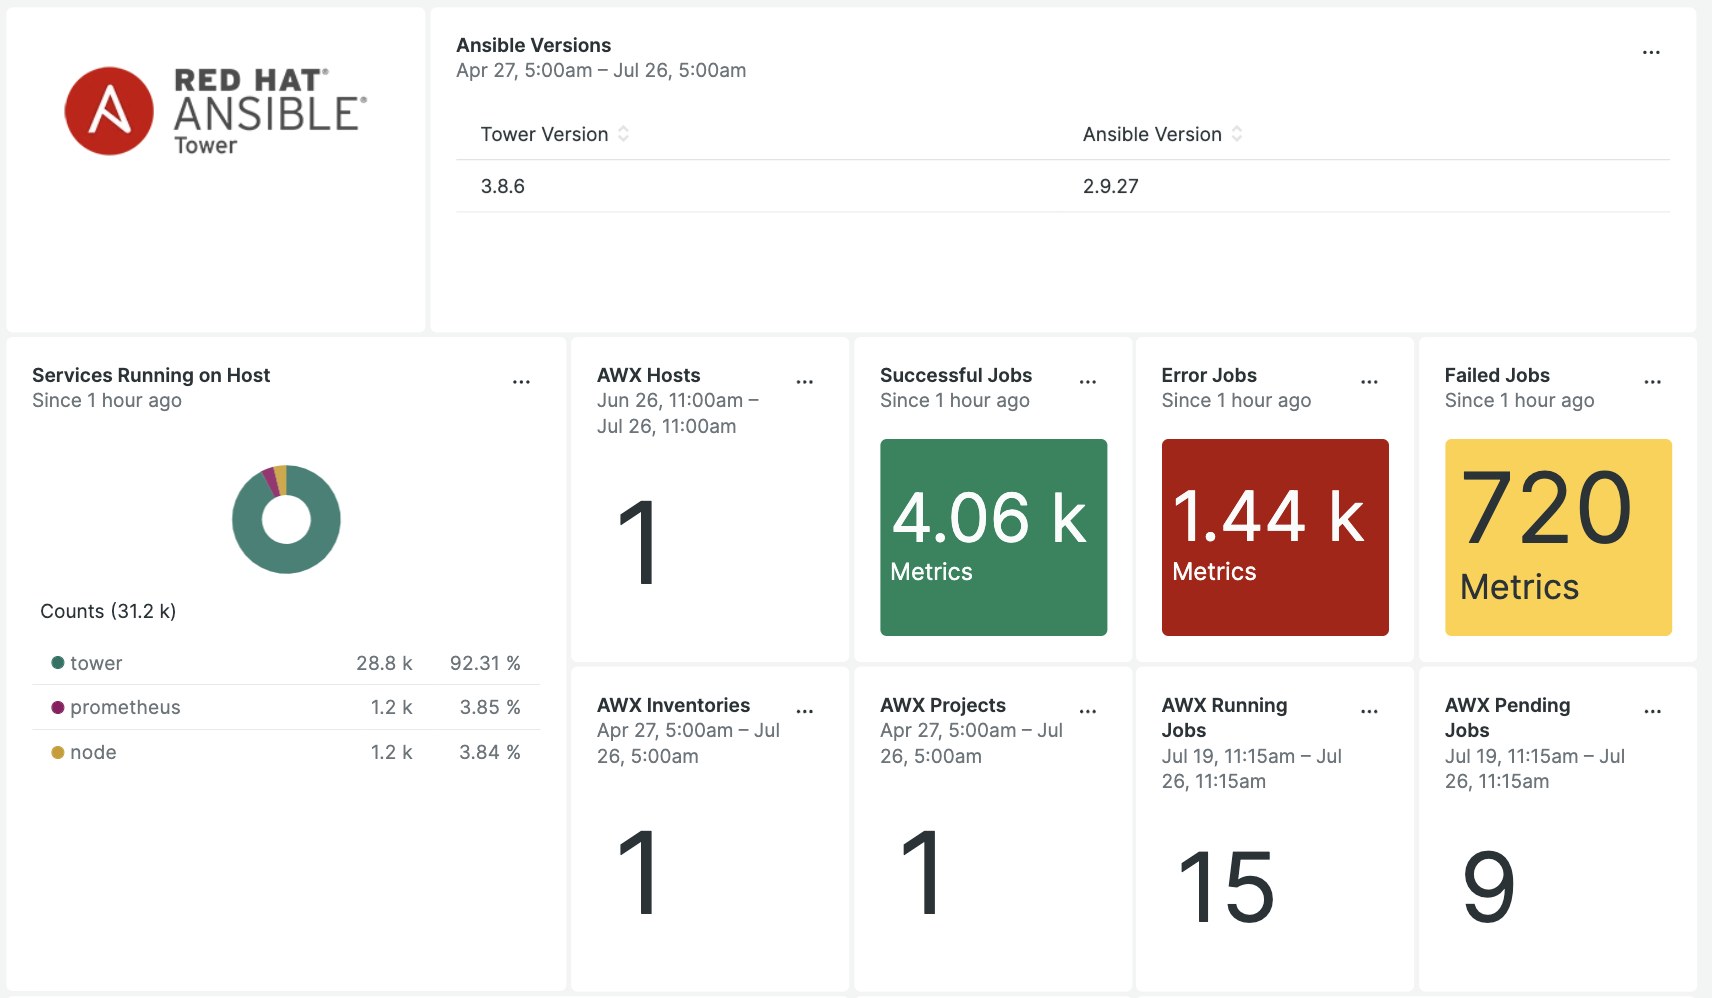 RED HAT®
ANSIBLE®
Tower
Ansible Versions
Apr 27, 5:00am – Jul 26, 5:00am
...
Tower Version
Ansible Version
3.8.6
2.9.27
Services Running on Host
Since 1 hour ago
...
Counts (31.2 k)
tower 28.8 k 92.31 %
prometheus 1.2 k 3.85 %
node 1.2 k 3.84 %
AWX Hosts
Jun 26, 11:00am –
Jul 26, 11:00am
...
1
Successful Jobs
Since 1 hour ago
...
4.06 k
Metrics
Error Jobs
Since 1 hour ago
...
1.44 k
Metrics
Failed Jobs
Since 1 hour ago
...
720
Metrics
AWX Inventories
Apr 27, 5:00am – Jul
26, 5:00am
...
1
AWX Projects
Apr 27, 5:00am – Jul
26, 5:00am
...
1
AWX Running
Jobs
Jul 19, 11:15am – Jul
26, 11:15am
...
15
AWX Pending
Jobs
Jul 19, 11:15am – Jul
26, 11:15am
...
9